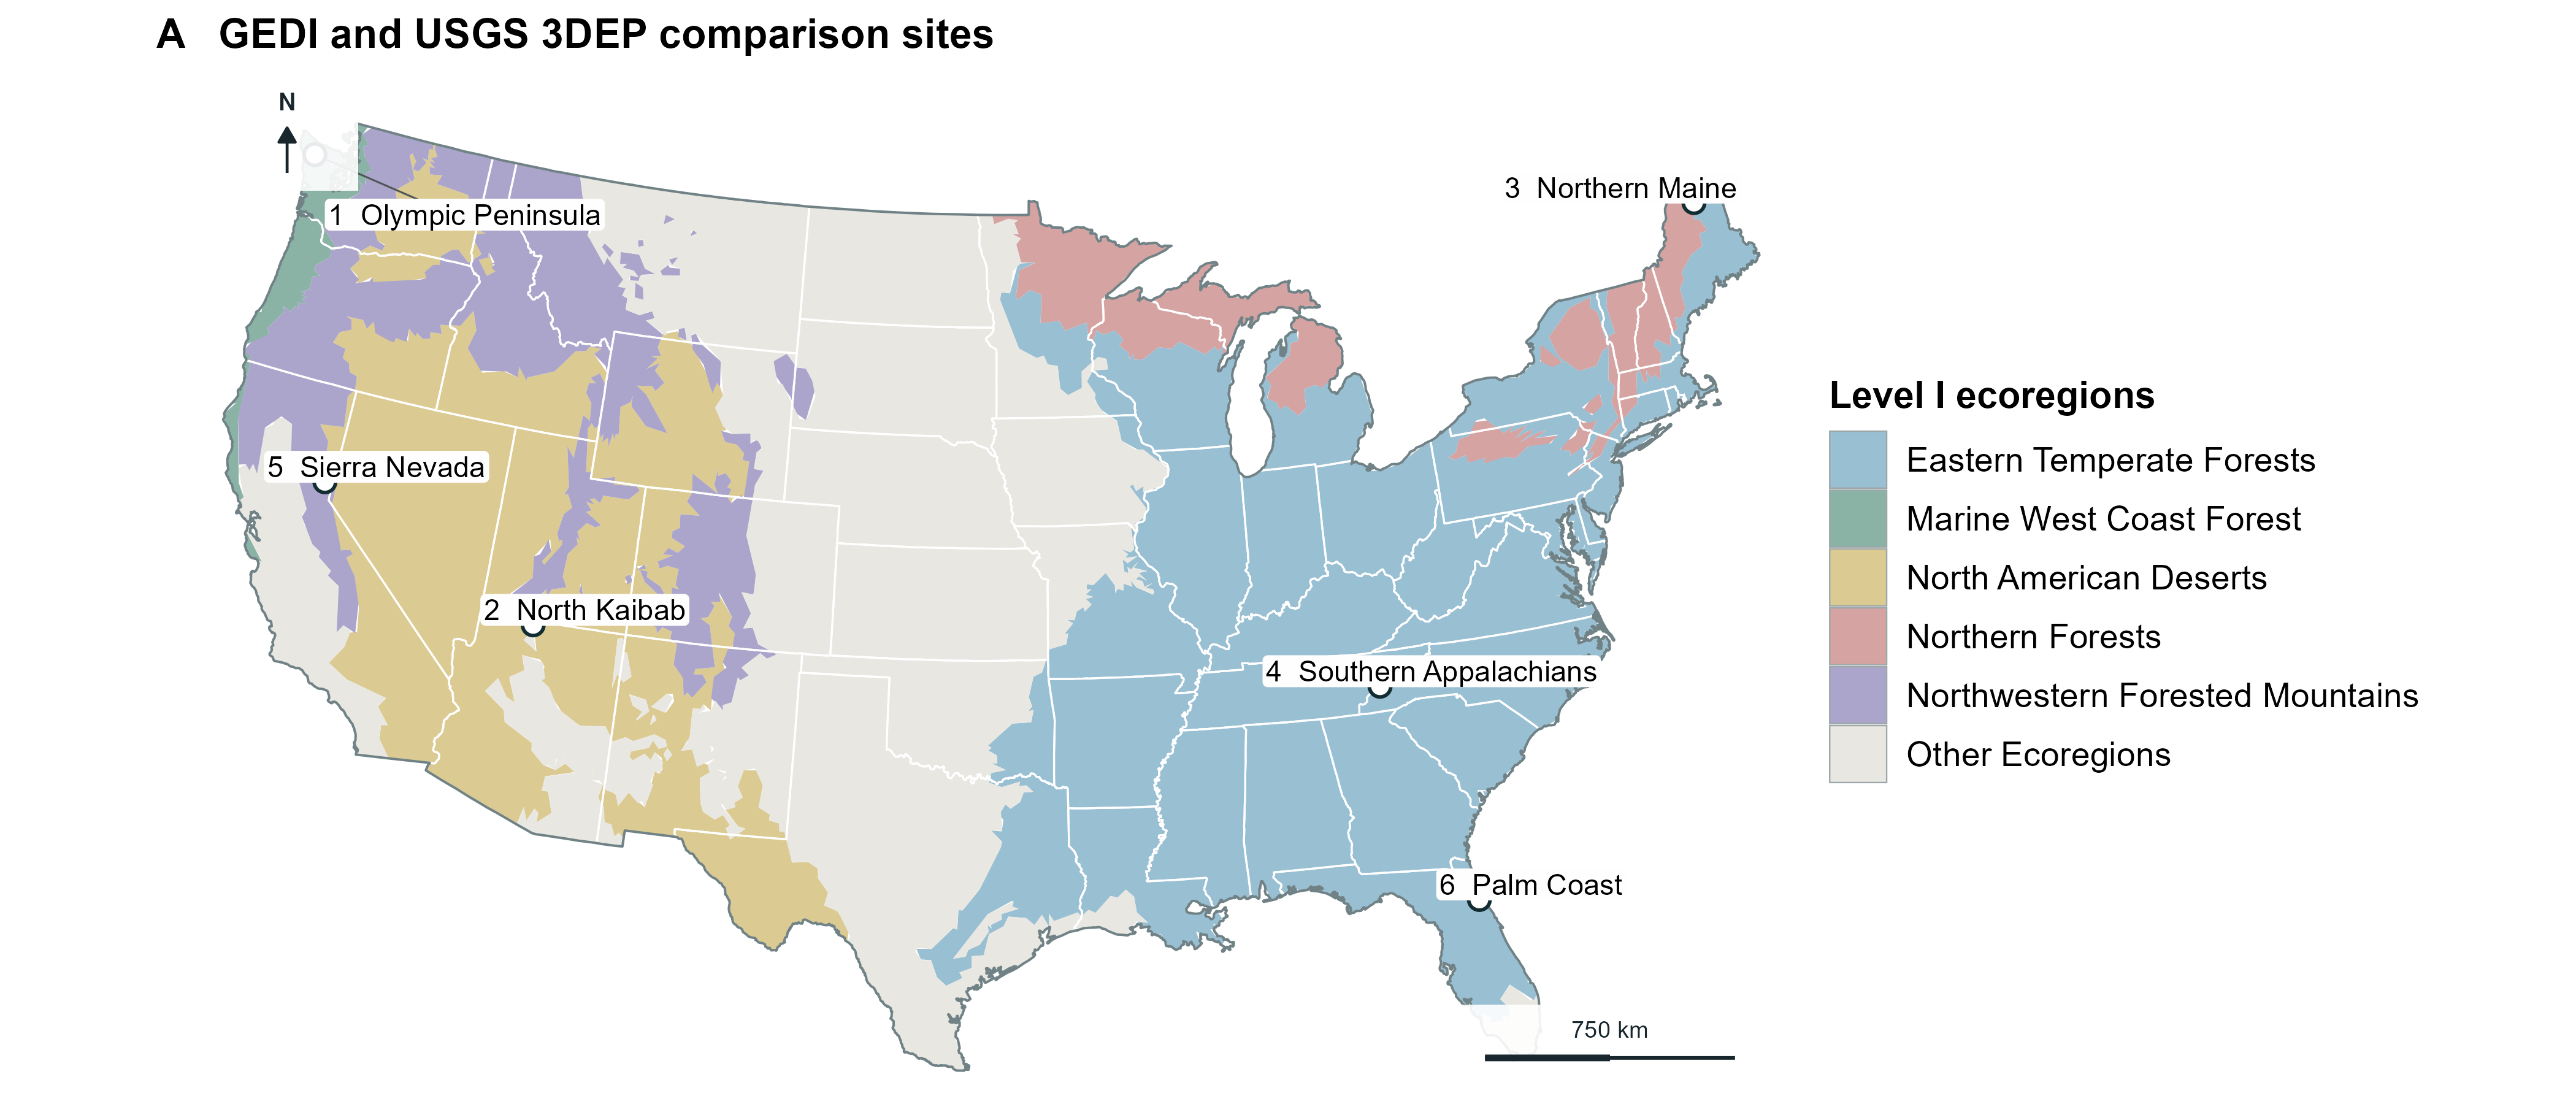 A GEDI and USGS 3DEP comparison sites
N
3 Northern Maine
1 Olympic Peninsula
5 Sierra Nevada
2 North Kaibab
4 Southern Appalachians
6 Palm Coast
750 km
Level I ecoregions
Eastern Temperate Forests
Marine West Coast Forest
North American Deserts
Northern Forests
Northwestern Forested Mountains
Other Ecoregions